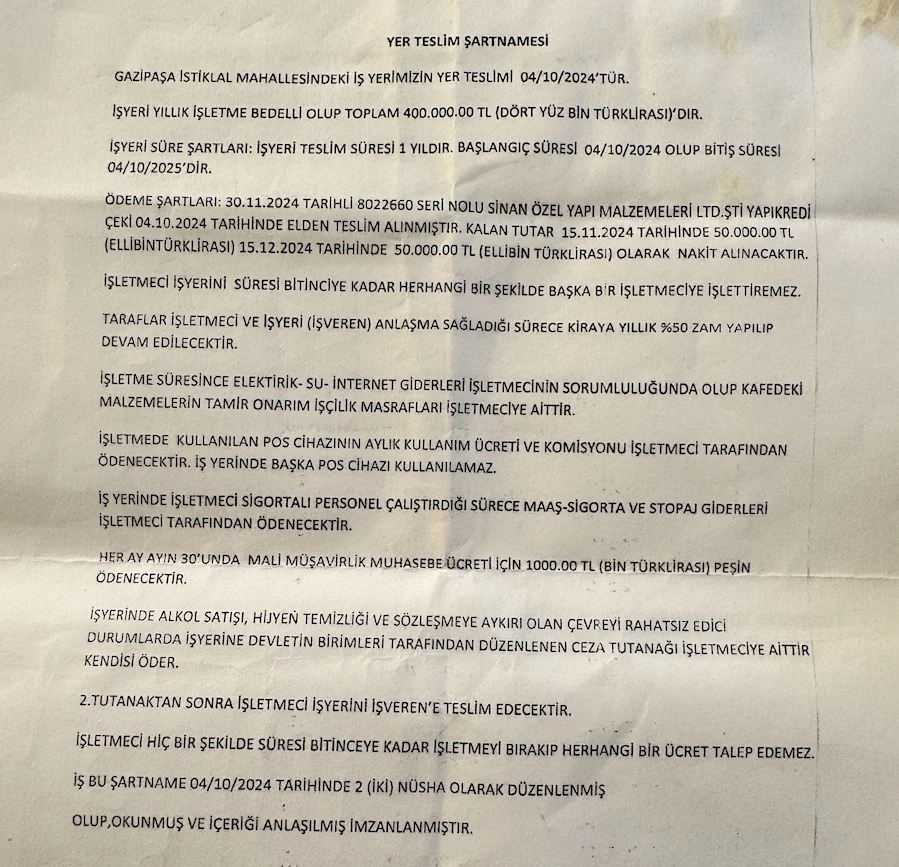 YER TESLİM ŞARTNAMESİ
GAZİPAŞA İSTİKLAL MAHALLESİNDEKİ İŞ YERİMİZİN YER TESLİMİ 04/10/2024'TÜR.
İŞYERİ YILLIK İŞLETME BEDELLİ OLUP TOPLAM 400.000.00 TL (DÖRT YÜZ BİN TÜRKLİRASI)'DIR.
İŞYERİ SÜRE ŞARTLARI: İŞYERİ TESLİM SÜRESİ 1 YILDIR. BAŞLANGIÇ SÜRESİ 04/10/2024 OLUP BİTİŞ SÜRESİ
04/10/2025'DİR.
ÖDEME ŞARTLARI: 30.11.2024 TARİHLİ 8022660 SERİ NOLU SİNAN ÖZEL YAPI MALZEMELERİ LTD.ŞTİ YAPIKREDİ
ÇEKİ 04.10.2024 TARİHİNDE ELDEN TESLİM ALINMIŞTIR. KALAN TUTAR 15.11.2024 TARİHİNDE 50.000.00 TL
(ELLİBİNTÜRKLİRASI) 15.12.2024 TARİHİNDE 50.000.00 TL (ELLİBİN TÜRKLİRASI) OLARAK NAKİT ALINACAKTIR.
İŞLETMECİ İŞYERİNİ SÜRESİ BİTİNCİYE KADAR HERHANGİ BİR ŞEKİLDE BAŞKA BİR İŞLETMECİYE İŞLETTİREMEZ.
TARAFLAR İŞLETMECİ VE İŞYERİ (İŞVEREN) ANLAŞMA SAĞLADIĞI SÜRECE KİRAYA YILLIK %50 ZAM YAPILIP
DEVAM EDİLECEKTİR.
İŞLETME SÜRESİNCE ELEKTİRİK- SU- İNTERNET GİDERLERİ İŞLETMECİNİN SORUMLULUĞUNDA OLUP KAFEDEKİ
MALZEMELERİN TAMİR ONARIM İŞÇİLİK MASRAFLARI İŞLETMECİYE AİTTİR.
İŞLETMEDE KULLANILAN POS CİHAZININ AYLIK KULLANIM ÜCRETİ VE KOMİSYONU İŞLETMECİ TARAFINDAN
ÖDENECEKTİR. İŞ YERİNDE BAŞKA POS CİHAZI KULLANILAMAZ.
İŞ YERİNDE İŞLETMECİ SİGORTALI PERSONEL ÇALIŞTIRDIĞI SÜRECE MAAŞ-SİGORTA VE STOPAJ GİDERLERİ
İŞLETMECİ TARAFINDAN ÖDENECEKTİR.
HER AY AYIN 30'UNDA MALİ MÜŞAVİRLİK MUHASEBE ÜCRETİ İÇİN 1000.00 TL (BİN TÜRKLİRASI) PEŞİN
ÖDENECEKTİR.
İŞYERİNDE ALKOL SATIŞI, HİJYEN TEMİZLİĞİ VE SÖZLEŞMEYE AYKIRI OLAN ÇEVREYİ RAHATSIZ EDİCİ
DURUMLARDA İŞYERİNE DEVLETİN BİRİMLERİ TARAFINDAN DÜZENLENEN CEZA TUTANAĞI İŞLETMECİYE AİTTİR
KENDİSİ ÖDER.
2.TUTANAKTAN SONRA İŞLETMECİ İŞYERİNİ İŞVEREN'E TESLİM EDECEKTİR.
İŞLETMECİ HİÇ BİR ŞEKİLDE SÜRESİ BİTİNCEYE KADAR İŞLETMEYİ BIRAKIP HERHANGİ BİR ÜCRET TALEP EDEMEZ.
İŞ BU ŞARTNAME 04/10/2024 TARİHİNDE 2 (İKİ) NÜSHA OLARAK DÜZENLENMİŞ
OLUP,OKUNMUŞ VE İÇERİĞİ ANLAŞILMIŞ İMZANLANMIŞTIR.